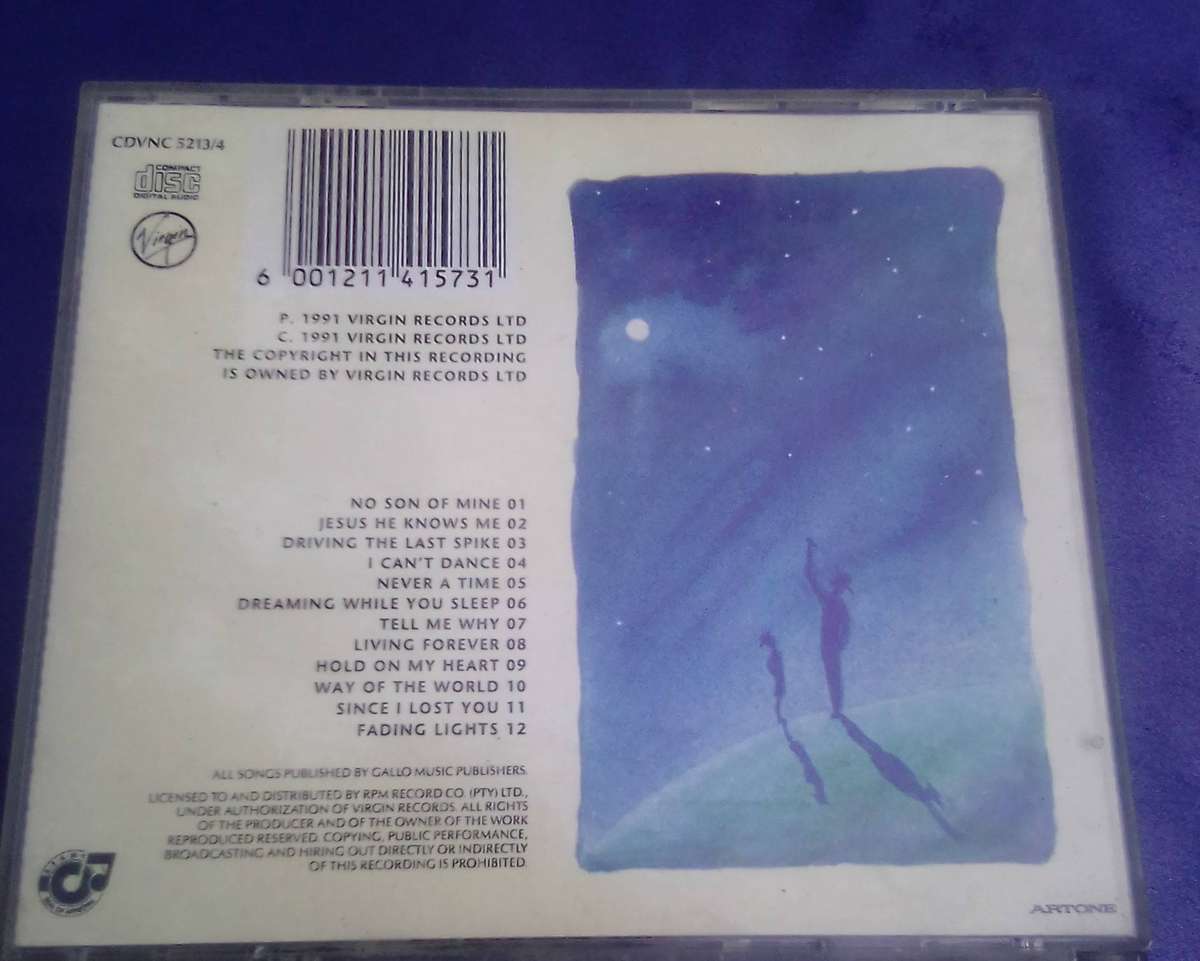 CDVNC 5213/4
COMPACT
disc
DIGITAL AUDIO
Virgin
6 001211 415731
P. 1991 VIRGIN RECORDS LTD
C. 1991 VIRGIN RECORDS LTD
THE COPYRIGHT IN THIS RECORDING
IS OWNED BY VIRGIN RECORDS LTD
NO SON OF MINE 01
JESUS HE KNOWS ME 02
DRIVING THE LAST SPIKE 03
I CAN'T DANCE 04
NEVER A TIME 05
DREAMING WHILE YOU SLEEP 06
TELL ME WHY 07
LIVING FOREVER 08
HOLD ON MY HEART 09
WAY OF THE WORLD 10
SINCE I LOST YOU 11
FADING LIGHTS 12
ALL SONGS PUBLISHED BY GALLO MUSIC PUBLISHERS.
LICENSED TO AND DISTRIBUTED BY RPM RECORD CO. (PTY) LTD.,
UNDER AUTHORIZATION OF VIRGIN RECORDS. ALL RIGHTS
OF THE PRODUCER AND OF THE OWNER OF THE WORK
REPRODUCED RESERVED. COPYING, PUBLIC PERFORMANCE,
BROADCASTING AND HIRING OUT DIRECTLY OR INDIRECTLY
OF THIS RECORDING IS PROHIBITED.
ARTONE